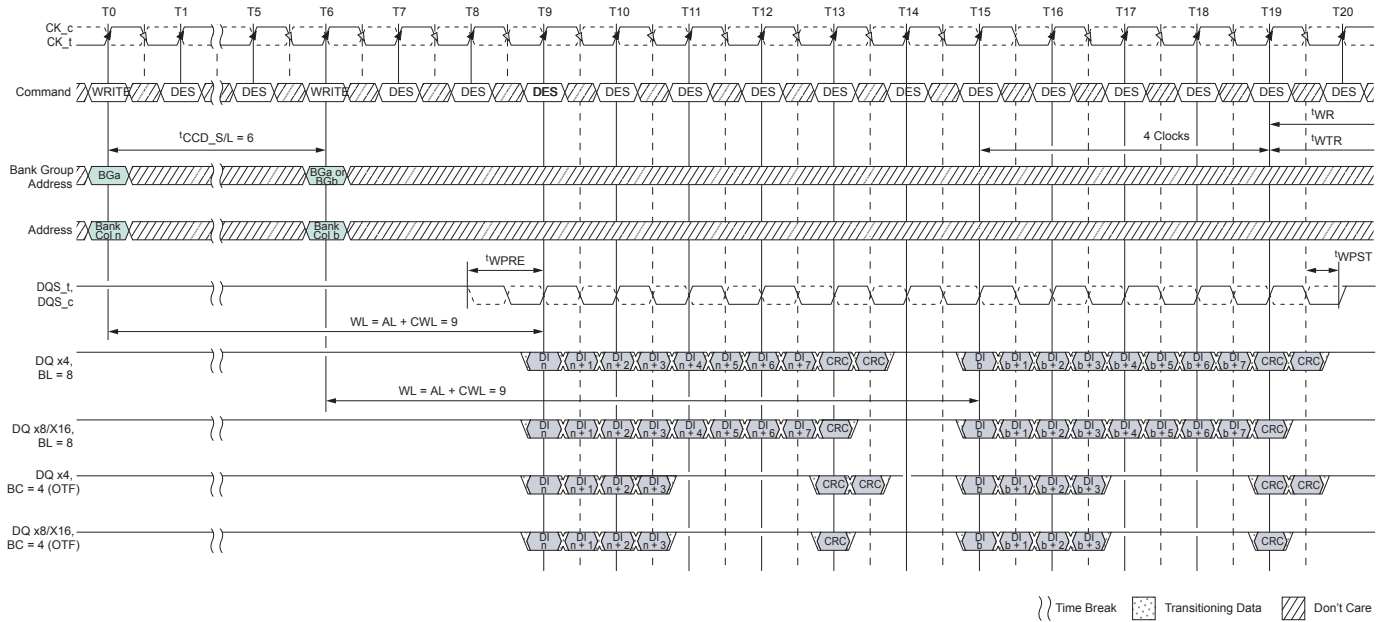 T0 T1 T5 T6 T7 T8 T9 T10 T11 T12 T13 T14 T15 T16 T17 T18 T19 T20
CK_c
CK_t
Command WRITE DES DES WRITE DES DES DES DES DES DES DES DES DES DES DES DES DES DES
tWR
tCCD_S/L = 6
4 Clocks
tWTR
Bank Group
Address
BGa
BGa or
BGb
Address
Bank
Col n
Bank
Col b
tWPRE
tWPST
DQS_t,
DQS_c
WL = AL + CWL = 9
DQ x4,
BL = 8
DI n DI n + 1 DI n + 2 DI n + 3 DI n + 4 DI n + 5 DI n + 6 DI n + 7 CRC CRC DI b DI b + 1 DI b + 2 DI b + 3 DI b + 4 DI b + 5 DI b + 6 DI b + 7 CRC CRC
WL = AL + CWL = 9
DQ x8/X16,
BL = 8
DI n DI n + 1 DI n + 2 DI n + 3 DI n + 4 DI n + 5 DI n + 6 DI n + 7 CRC DI b DI b + 1 DI b + 2 DI b + 3 DI b + 4 DI b + 5 DI b + 6 DI b + 7 CRC
DQ x4,
BC = 4 (OTF)
DI n DI n + 1 DI n + 2 DI n + 3 CRC CRC DI b DI b + 1 DI b + 2 DI b + 3 CRC CRC
DQ x8/X16,
BC = 4 (OTF)
DI n DI n + 1 DI n + 2 DI n + 3 CRC DI b DI b + 1 DI b + 2 DI b + 3 CRC
Time Break Transitioning Data Don't Care